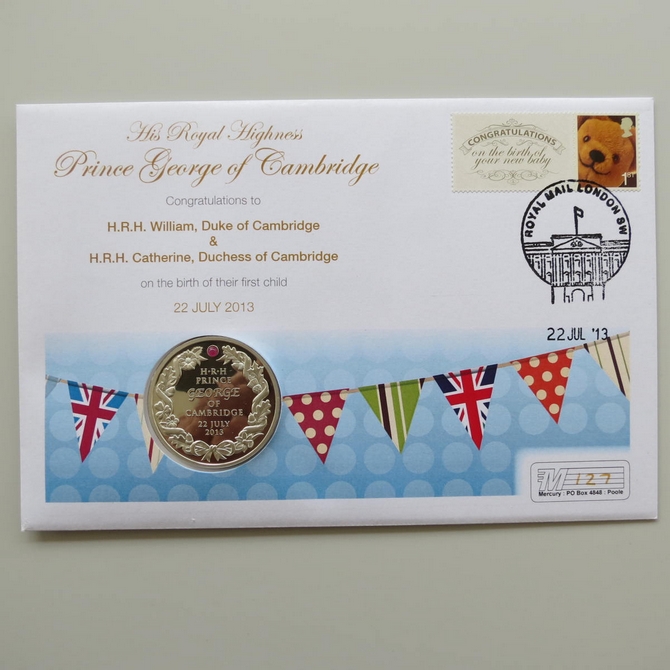 His Royal Highness
Prince George of Cambridge
Congratulations to
H.R.H. William, Duke of Cambridge
&
H.R.H. Catherine, Duchess of Cambridge
on the birth of their first child
22 JULY 2013
CONGRATULATIONS
on the birth of
your new baby
1ST
ROYAL MAIL LONDON SW
22 JUL '13
H·R·H
PRINCE
GEORGE
OF
CAMBRIDGE
22 JULY
2013
M 127
Mercury : PO Box 4848 : Poole